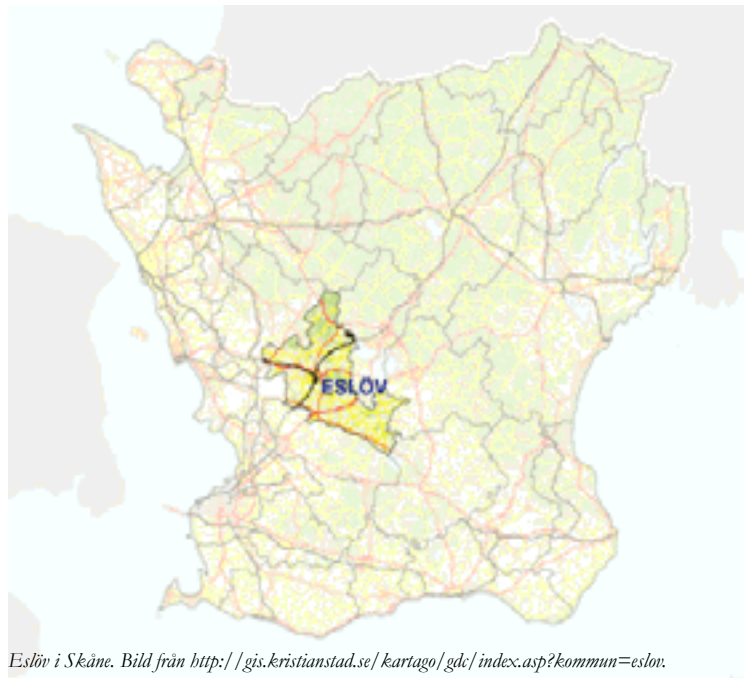 ESLÖV
Eslöv i Skåne. Bild från http://gis.kristianstad.se/kartago/gdc/index.asp?kommun=eslov.